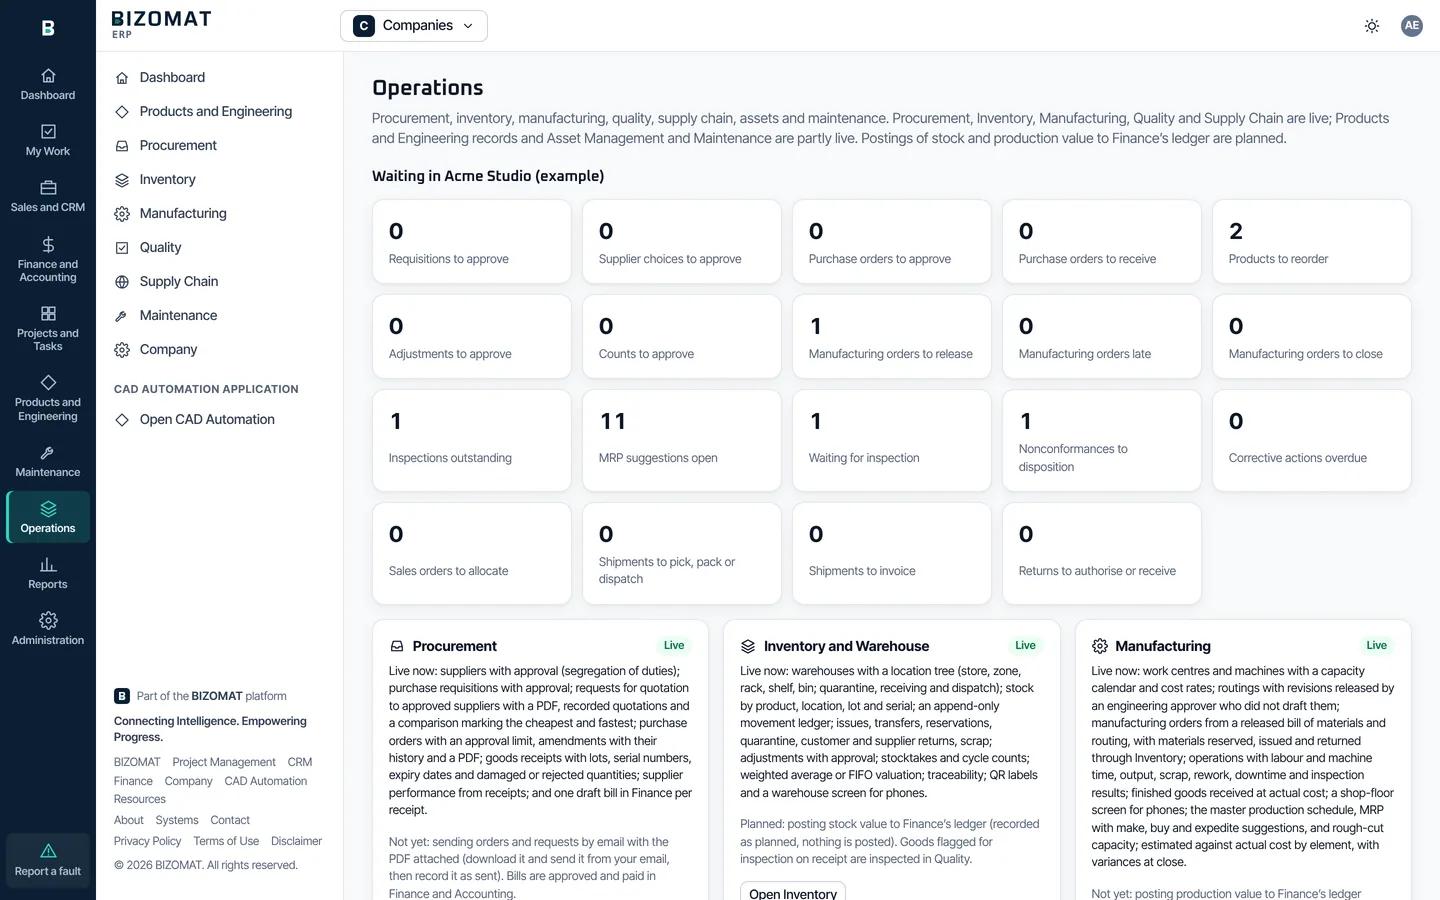 B
Dashboard
My Work
Sales and CRM
Finance and
Accounting
Projects and
Tasks
Products and
Engineering
Maintenance
Operations
Reports
Administration
Report a fault
BIZOMAT
ERP
C Companies
AE
Dashboard
Products and Engineering
Procurement
Inventory
Manufacturing
Quality
Supply Chain
Maintenance
Company
CAD AUTOMATION APPLICATION
Open CAD Automation
B Part of the BIZOMAT platform
Connecting Intelligence. Empowering
Progress.
BIZOMAT Project Management CRM
Finance Company CAD Automation
Resources
About Systems Contact
Privacy Policy Terms of Use Disclaimer
© 2026 BIZOMAT. All rights reserved.
Operations
Procurement, inventory, manufacturing, quality, supply chain, assets and maintenance. Procurement, Inventory, Manufacturing, Quality and Supply Chain are live; Products
and Engineering records and Asset Management and Maintenance are partly live. Postings of stock and production value to Finance's ledger are planned.
Waiting in Acme Studio (example)
0
Requisitions to approve
0
Supplier choices to approve
0
Purchase orders to approve
0
Purchase orders to receive
2
Products to reorder
0
Adjustments to approve
0
Counts to approve
1
Manufacturing orders to release
0
Manufacturing orders late
0
Manufacturing orders to close
1
Inspections outstanding
11
MRP suggestions open
1
Waiting for inspection
1
Nonconformances to
disposition
0
Corrective actions overdue
0
Sales orders to allocate
0
Shipments to pick, pack or
dispatch
0
Shipments to invoice
0
Returns to authorise or receive
Procurement Live
Live now: suppliers with approval (segregation of duties);
purchase requisitions with approval; requests for quotation
to approved suppliers with a PDF, recorded quotations and
a comparison marking the cheapest and fastest; purchase
orders with an approval limit, amendments with their
history and a PDF; goods receipts with lots, serial numbers,
expiry dates and damaged or rejected quantities; supplier
performance from receipts; and one draft bill in Finance per
receipt.
Not yet: sending orders and requests by email with the
PDF attached (download it and send it from your email,
then record it as sent). Bills are approved and paid in
Finance and Accounting.
Inventory and Warehouse Live
Live now: warehouses with a location tree (store, zone,
rack, shelf, bin; quarantine, receiving and dispatch); stock
by product, location, lot and serial; an append-only
movement ledger; issues, transfers, reservations,
quarantine, customer and supplier returns, scrap;
adjustments with approval; stocktakes and cycle counts;
weighted average or FIFO valuation; traceability; QR labels
and a warehouse screen for phones.
Planned: posting stock value to Finance's ledger (recorded
as planned, nothing is posted). Goods flagged for
inspection on receipt are inspected in Quality.
Open Inventory
Manufacturing Live
Live now: work centres and machines with a capacity
calendar and cost rates; routings with revisions released by
an engineering approver who did not draft them;
manufacturing orders from a released bill of materials and
routing, with materials reserved, issued and returned
through Inventory; operations with labour and machine
time, output, scrap, rework, downtime and inspection
results; finished goods received at actual cost; a shop-floor
screen for phones; the master production schedule, MRP
with make, buy and expedite suggestions, and rough-cut
capacity; estimated against actual cost by element, with
variances at close.
Not yet: posting production value to Finance's ledger